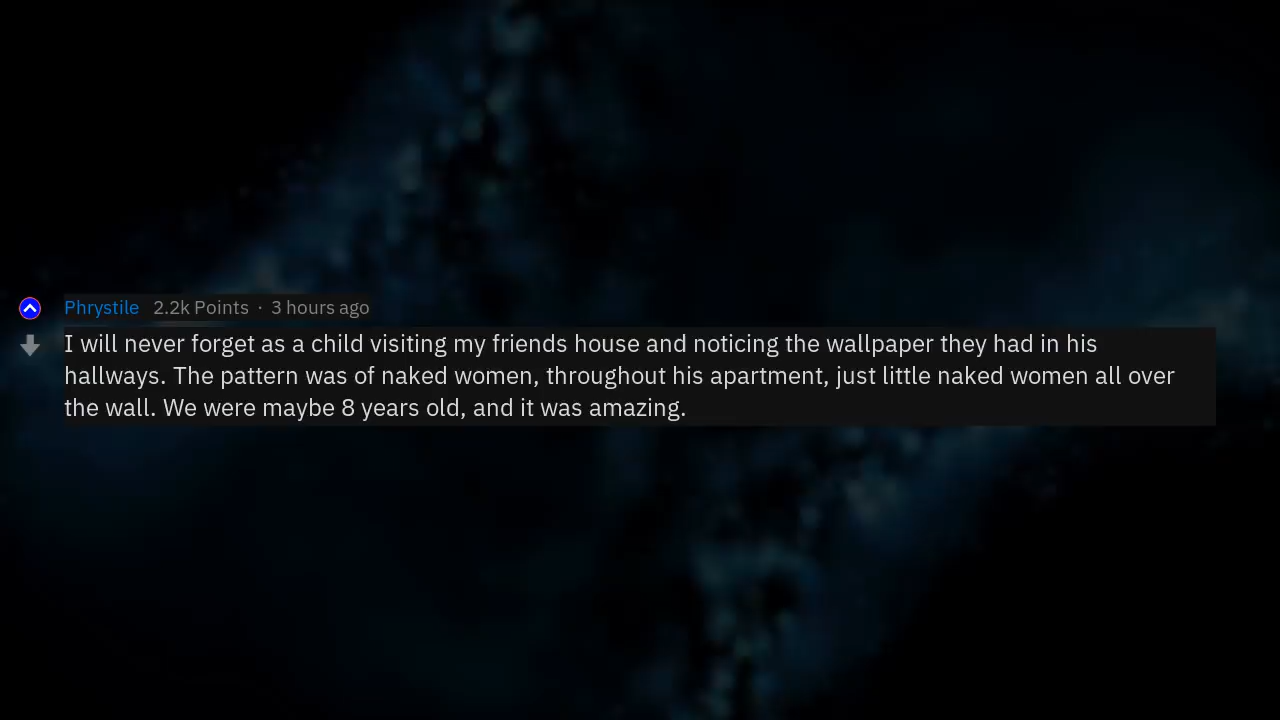 Phrystile 2.2k Points · 3 hours ago
I will never forget as a child visiting my friends house and noticing the wallpaper they had in his
hallways. The pattern was of naked women, throughout his apartment, just little naked women all over
the wall. We were maybe 8 years old, and it was amazing.